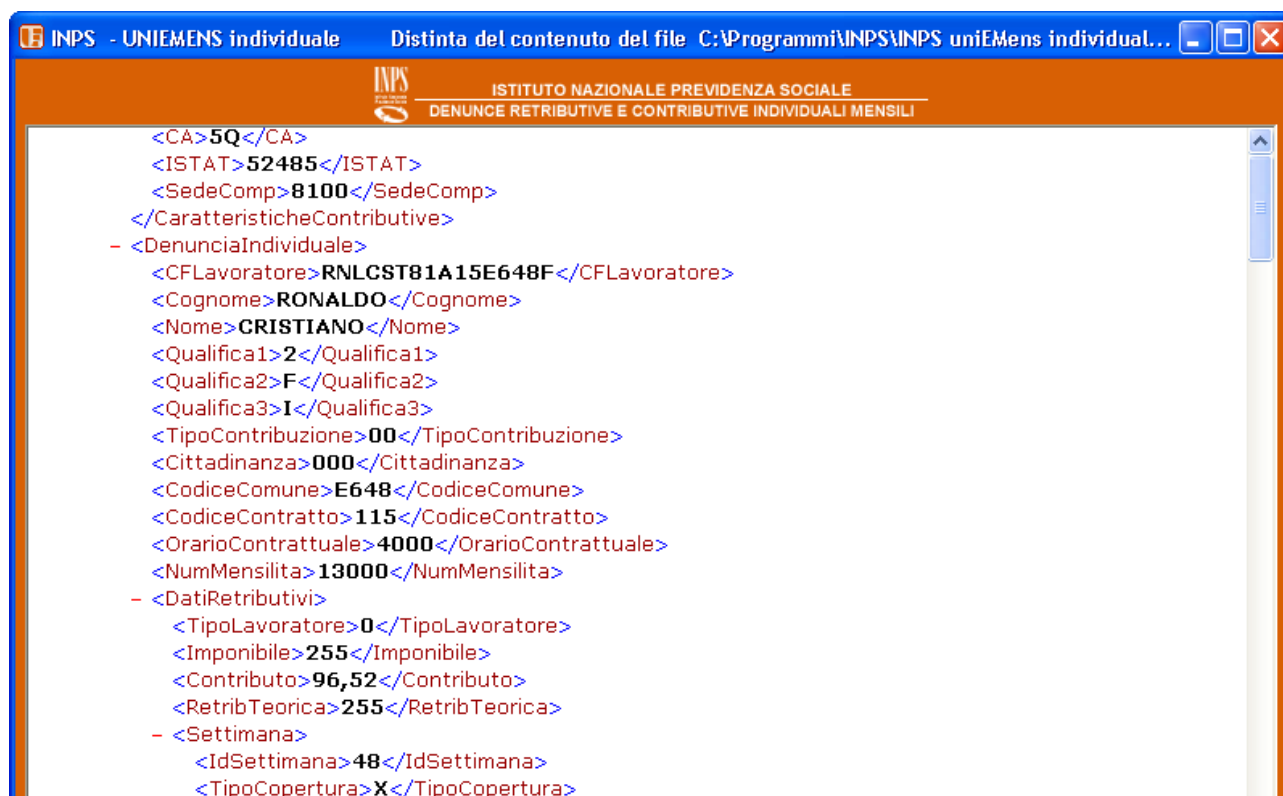 INPS - UNIEMENS individuale Distinta del contenuto del file C:\Programmi\INPS\INPS uniEMens individual...
INPS
ISTITUTO NAZIONALE PREVIDENZA SOCIALE
DENUNCE RETRIBUTIVE E CONTRIBUTIVE INDIVIDUALI MENSILI
<CA>5Q</CA>
<ISTAT>52485</ISTAT>
<SedeComp>8100</SedeComp>
</CaratteristicheContributive>
– <DenunciaIndividuale>
<CFLavoratore>RNLCST81A15E648F</CFLavoratore>
<Cognome>RONALDO</Cognome>
<Nome>CRISTIANO</Nome>
<Qualifica1>2</Qualifica1>
<Qualifica2>F</Qualifica2>
<Qualifica3>I</Qualifica3>
<TipoContribuzione>00</TipoContribuzione>
<Cittadinanza>000</Cittadinanza>
<CodiceComune>E648</CodiceComune>
<CodiceContratto>115</CodiceContratto>
<OrarioContrattuale>4000</OrarioContrattuale>
<NumMensilita>13000</NumMensilita>
– <DatiRetributivi>
<TipoLavoratore>0</TipoLavoratore>
<Imponibile>255</Imponibile>
<Contributo>96,52</Contributo>
<RetribTeorica>255</RetribTeorica>
– <Settimana>
<IdSettimana>48</IdSettimana>
<TipoCopertura>X</TipoCopertura>